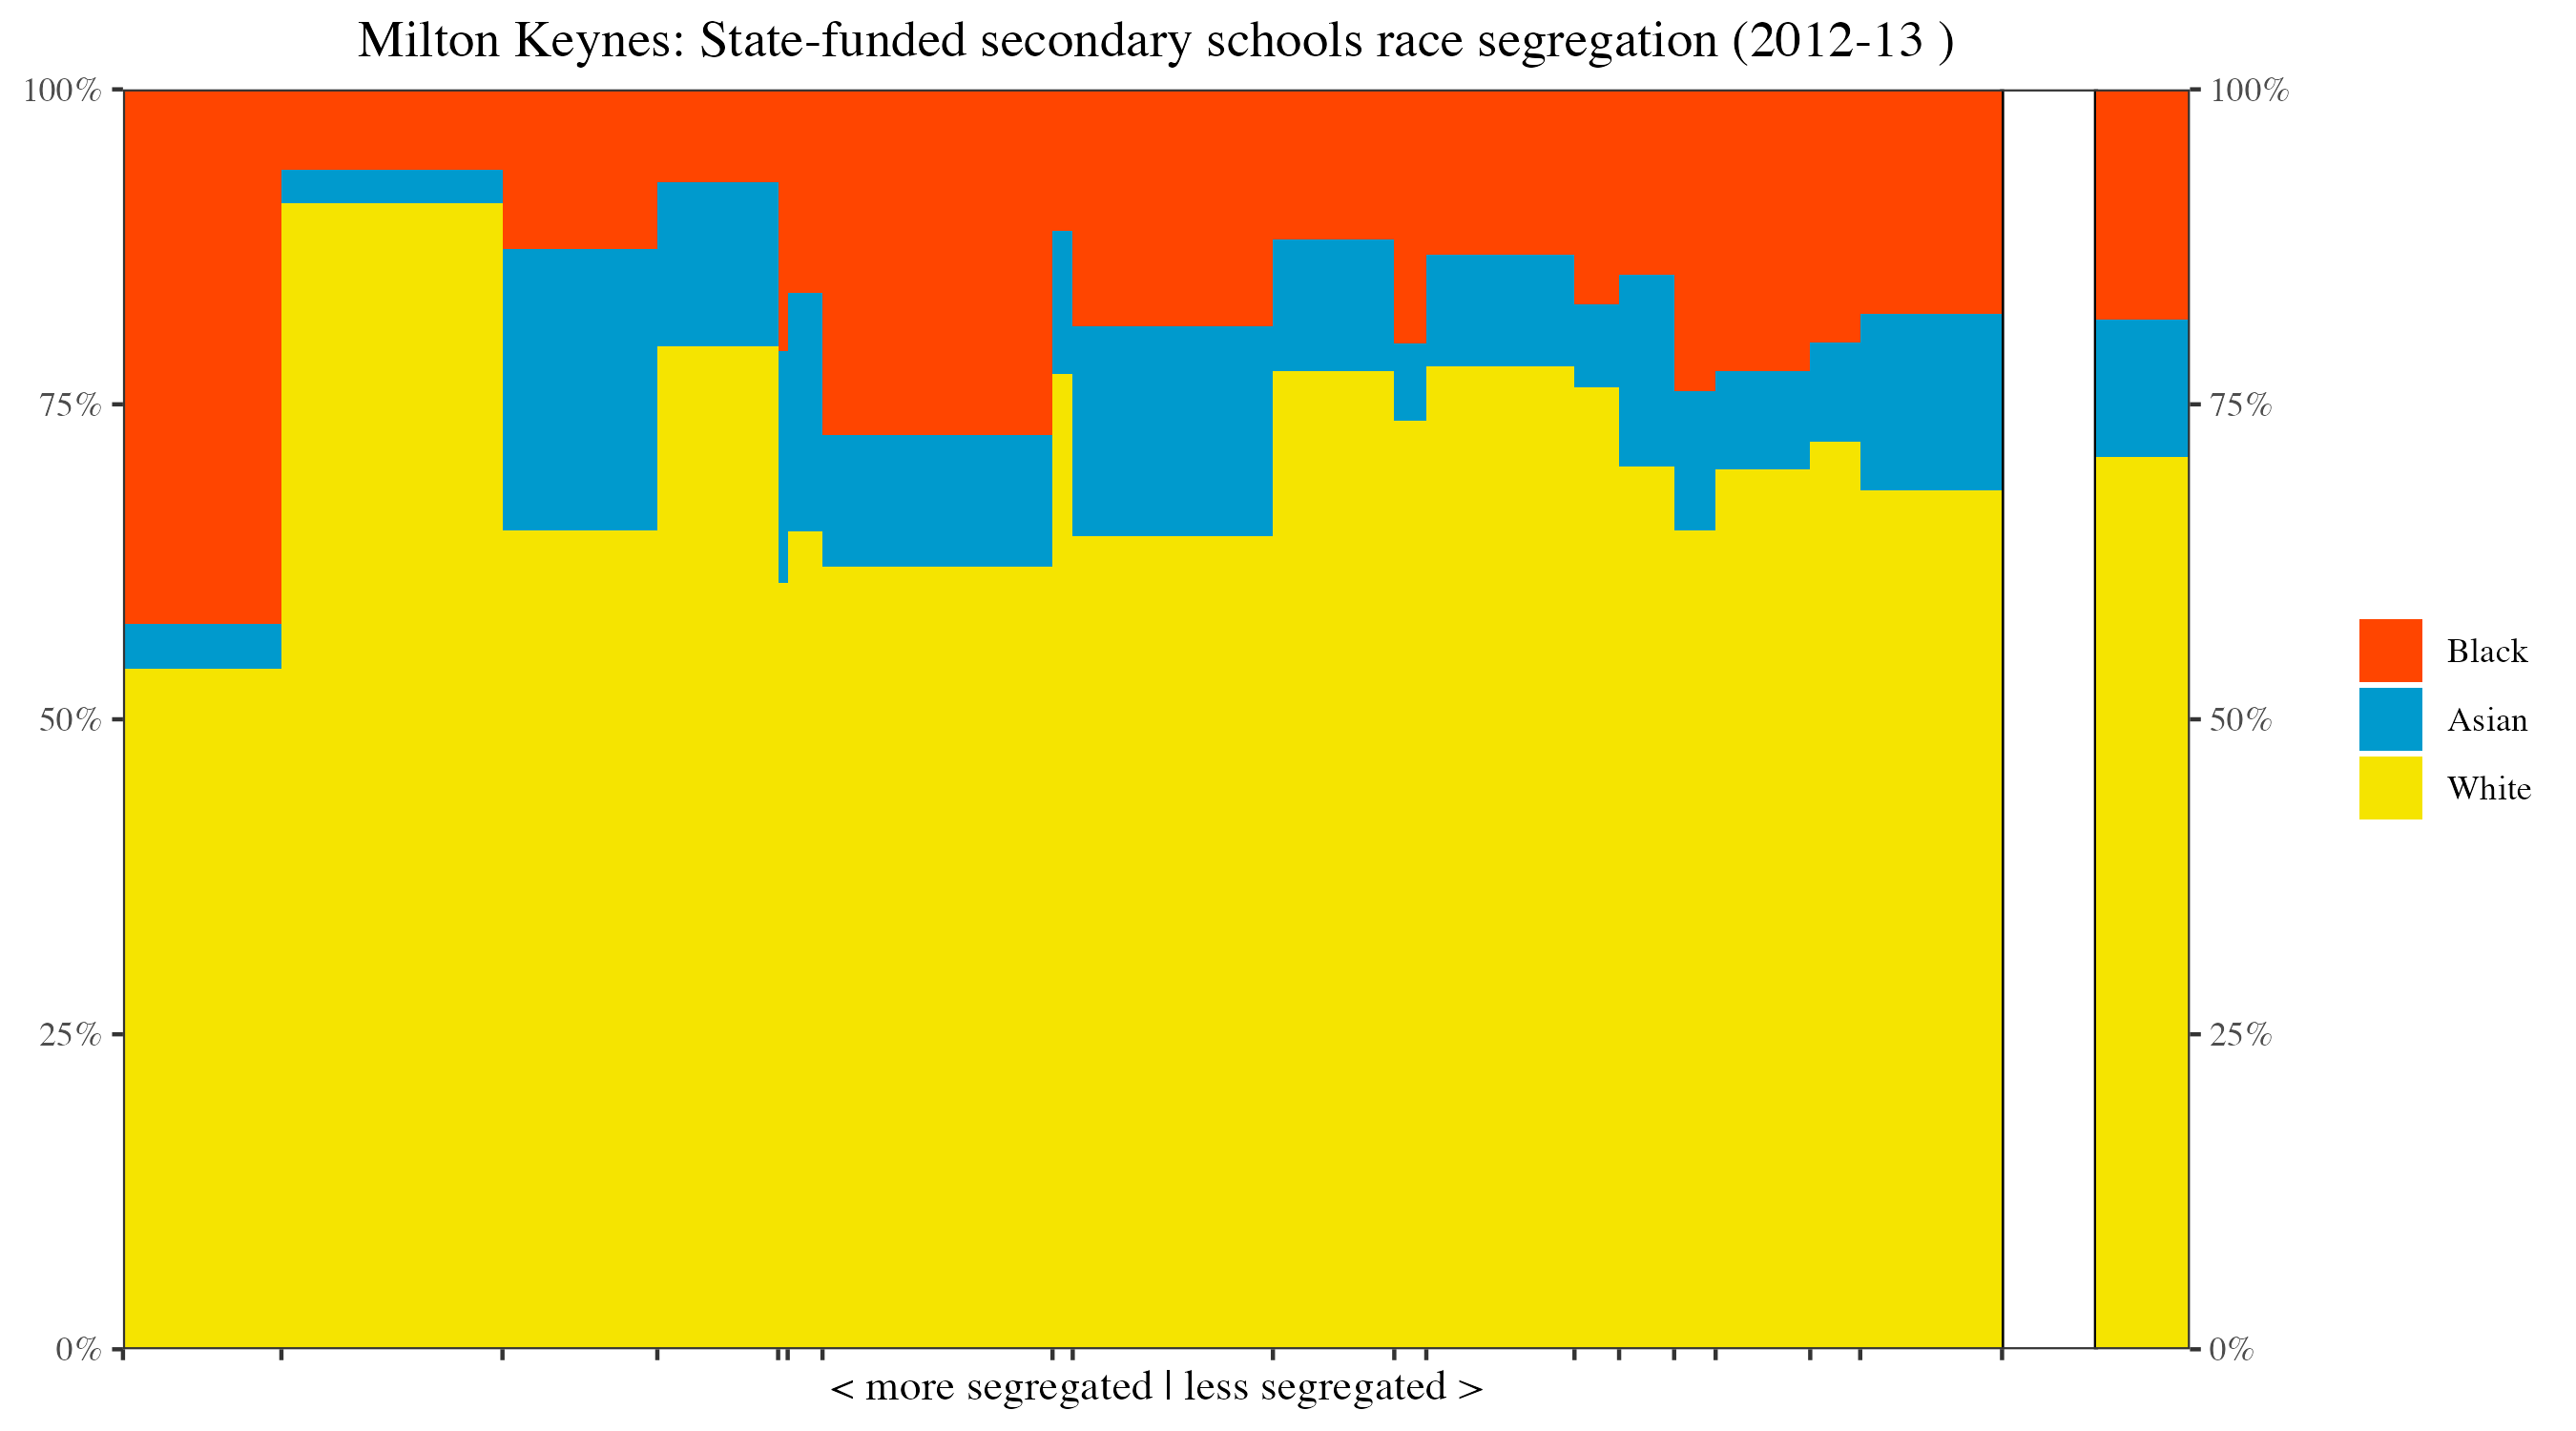 Milton Keynes: State-funded secondary schools race segregation (2012-13 )
100%
75%
50%
25%
0%
100%
75%
50%
25%
0%
Black
Asian
White
< more segregated | less segregated >